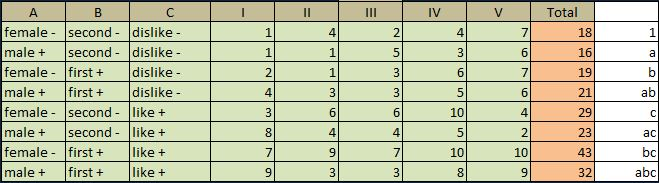 A B C I II III IV V Total
female - second - dislike - 1 4 2 4 7 18 1
male + second - dislike - 1 1 5 3 6 16 a
female - first + dislike - 2 1 3 6 7 19 b
male + first + dislike - 4 3 3 5 6 21 ab
female - second - like + 3 6 6 10 4 29 c
male + second - like + 8 4 4 5 2 23 ac
female - first + like + 7 9 7 10 10 43 bc
male + first + like + 9 3 3 8 9 32 abc